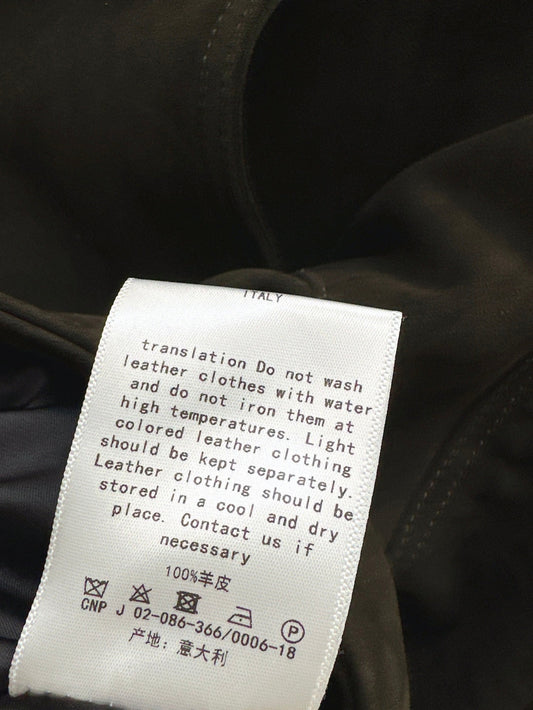 ITALY
translation Do not wash
leather clothes with water
and do not iron them at
high temperatures. Light
colored leather clothing
should be kept separately.
Leather clothing should be
stored in a cool and dry
place. Contact us if
necessary
100%羊皮
P
CNP J 02-086-366/0006-18
产地: 意大利